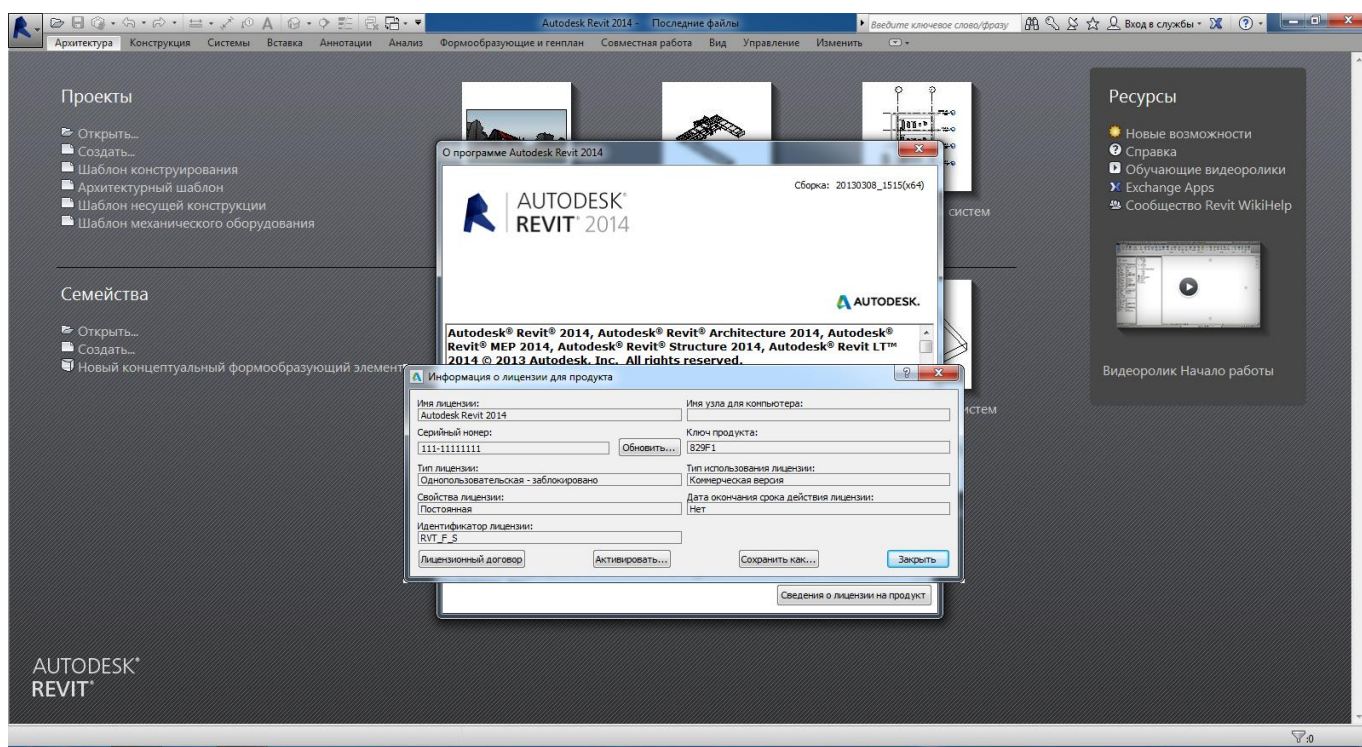 Autodesk Revit 2014 - Последние файлы
Введите ключевое слово/фразу
Вход в службы
Архитектура Конструкция Системы Вставка Аннотации Анализ Формообразующие и генплан Совместная работа Вид Управление Изменить
Проекты
Открыть...
Создать...
Шаблон конструирования
Архитектурный шаблон
Шаблон несущей конструкции
Шаблон механического оборудования
Семейства
Открыть...
Создать...
Новый концептуальный формообразующий элемент
систем
истем
О программе Autodesk Revit 2014
Сборка: 20130308_1515(x64)
AUTODESK®
REVIT® 2014
AUTODESK.
Autodesk® Revit® 2014, Autodesk® Revit® Architecture 2014, Autodesk®
Revit® MEP 2014, Autodesk® Revit® Structure 2014, Autodesk® Revit LT™
2014 © 2013 Autodesk, Inc. All rights reserved.
Информация о лицензии для продукта
Имя лицензии:
Autodesk Revit 2014
Имя узла для компьютера:
Серийный номер:
111-11111111
Обновить...
Ключ продукта:
829F1
Тип лицензии:
Однопользовательская - заблокировано
Тип использования лицензии:
Коммерческая версия
Свойства лицензии:
Постоянная
Дата окончания срока действия лицензии:
Нет
Идентификатор лицензии:
RVT_F_S
Лицензионный договор
Активировать...
Сохранить как...
Закрыть
Сведения о лицензии на продукт
Ресурсы
Новые возможности
Справка
Обучающие видеоролики
Exchange Apps
Сообщество Revit WikiHelp
Видеоролик Начало работы
AUTODESK®
REVIT®
:0